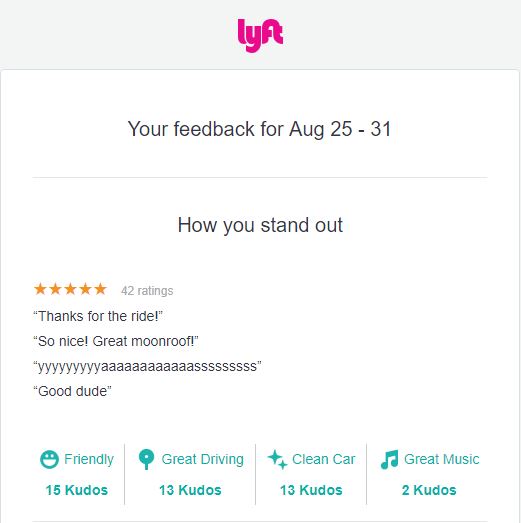 lyft
Your feedback for Aug 25 - 31
How you stand out
42 ratings
“Thanks for the ride!”
“So nice! Great moonroof!”
“yyyyyyyyyaaaaaaaaaaaasssssssss”
“Good dude”
Friendly
15 Kudos
Great Driving
13 Kudos
Clean Car
13 Kudos
Great Music
2 Kudos